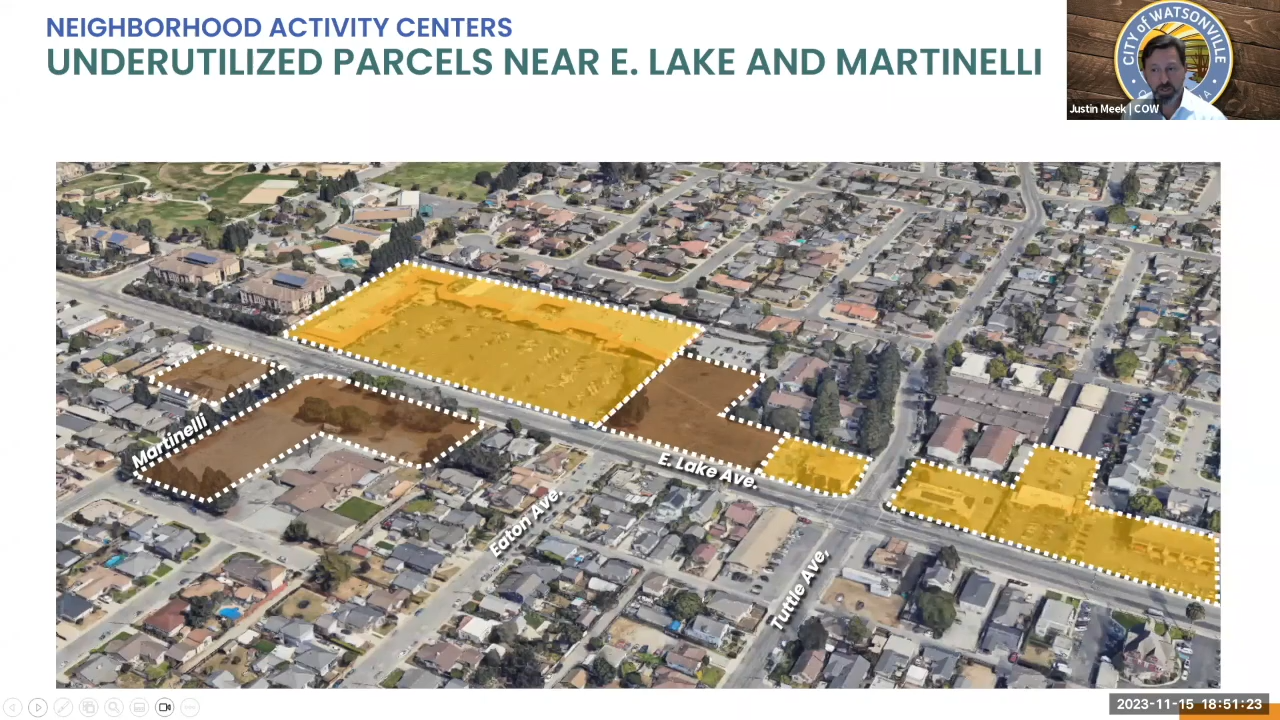 NEIGHBORHOOD ACTIVITY CENTERS
UNDERUTILIZED PARCELS NEAR E. LAKE AND MARTINELLI
CITY of WATSONVILLE
Justin Meek | COW
Martinelli
E. Lake Ave.
Eaton Ave.
Tuttle Ave,
2023-11-15 18:51:23